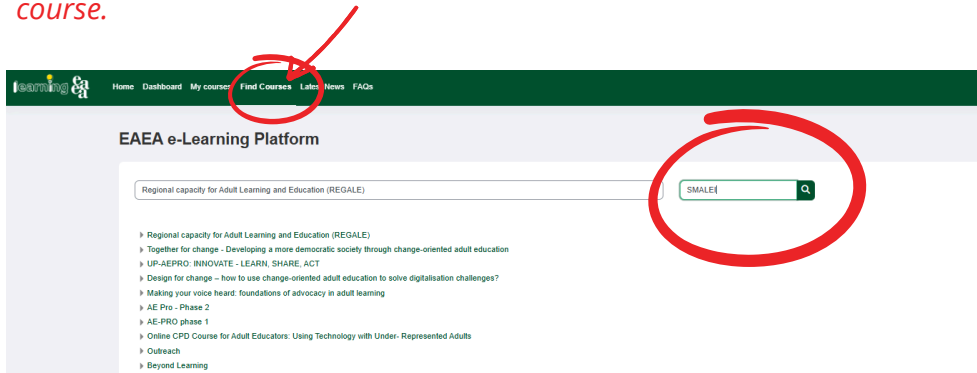 course.
learning eaea
Home Dashboard My courses Find Courses Latest News FAQs
EAEA e-Learning Platform
Regional capacity for Adult Learning and Education (REGALE)
SMALEI
Regional capacity for Adult Learning and Education (REGALE)
Together for change - Developing a more democratic society through change-oriented adult education
UP-AEPRO: INNOVATE - LEARN, SHARE, ACT
Design for change – how to use change-oriented adult education to solve digitalisation challenges?
Making your voice heard: foundations of advocacy in adult learning
AE Pro - Phase 2
AE-PRO phase 1
Online CPD Course for Adult Educators: Using Technology with Under- Represented Adults
Outreach
Beyond Learning